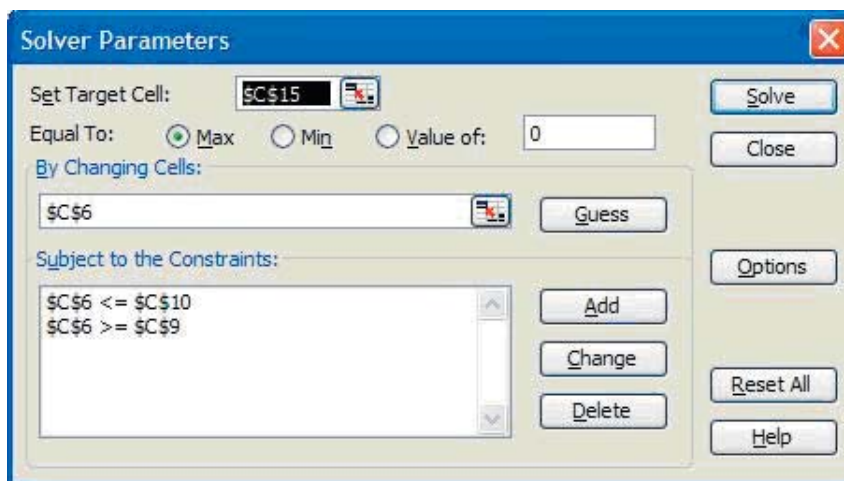 Solver Parameters
Set Target Cell: $C$15 Solve
Equal To: Max Min Value of: 0 Close
By Changing Cells:
$C$6 Guess
Subject to the Constraints: Options
$C$6 <= $C$10 Add
$C$6 >= $C$9
Change
Reset All
Delete
Help